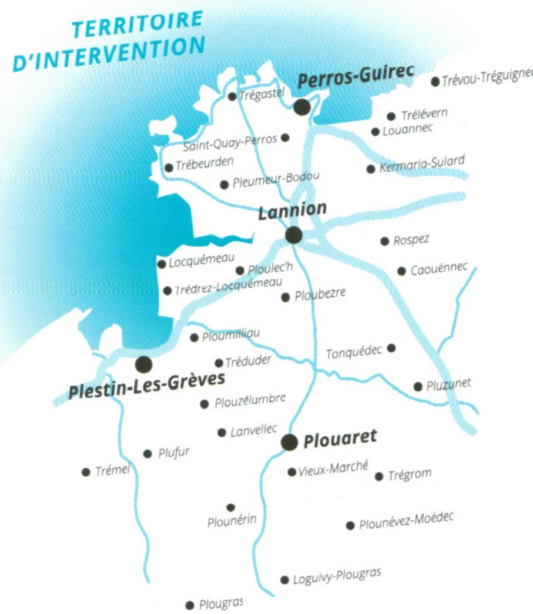 TERRITOIRE
D'INTERVENTION
Perros-Guirec
Trévou-Tréguignec
Trégastel
Trélévern
Louannec
Saint-Quay-Perros
Trébeurden
Kermaria-Sulard
Pleumeur-Bodou
Lannion
Rospez
Locquémeau
Ploulec'h
Caouënnec
Trédrez-Locquémeau
Ploubezre
Ploumilliau
Tonquédec
Tréduder
Plestin-Les-Grèves
Pluzunet
Plouzélumbre
Lanvellec
Plouaret
Plufur
Trémel
Vieux-Marché
Trégrom
Plounérin
Plounévez-Moëdec
Loguivy-Plougras
Plougras